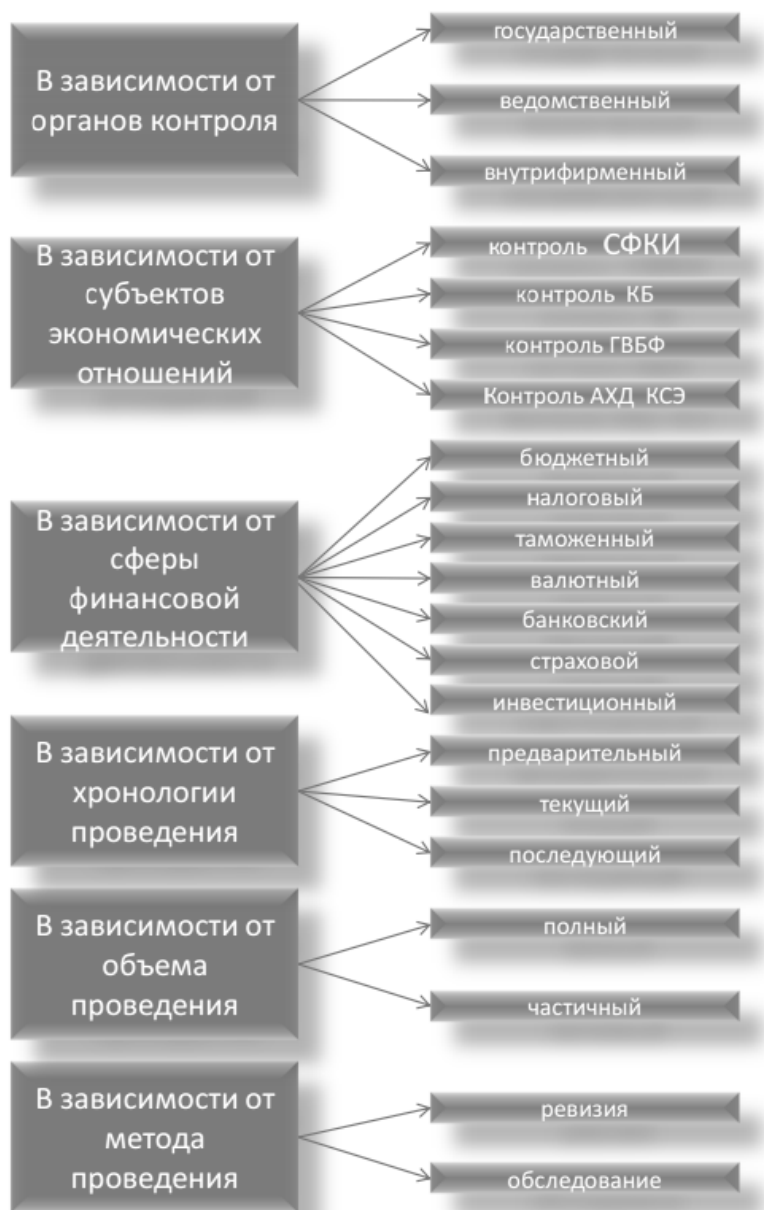 В зависимости от
органов контроля
государственный
ведомственный
внутрифирменный
В зависимости от
субъектов
экономических
отношений
контроль СФКИ
контроль КБ
контроль ГВБФ
Контроль АХД КСЭ
В зависимости от
сферы
финансовой
деятельности
бюджетный
налоговый
таможенный
валютный
банковский
страховой
инвестиционный
В зависимости от
хронологии
проведения
предварительный
текущий
последующий
В зависимости от
объема
проведения
полный
частичный
В зависимости от
метода
проведения
ревизия
обследование